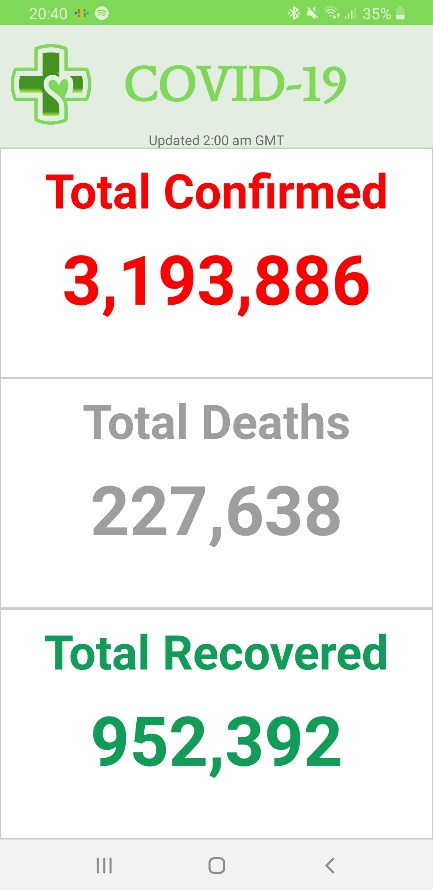 20:40 35%
COVID-19
Updated 2:00 am GMT
Total Confirmed
3,193,886
Total Deaths
227,638
Total Recovered
952,392